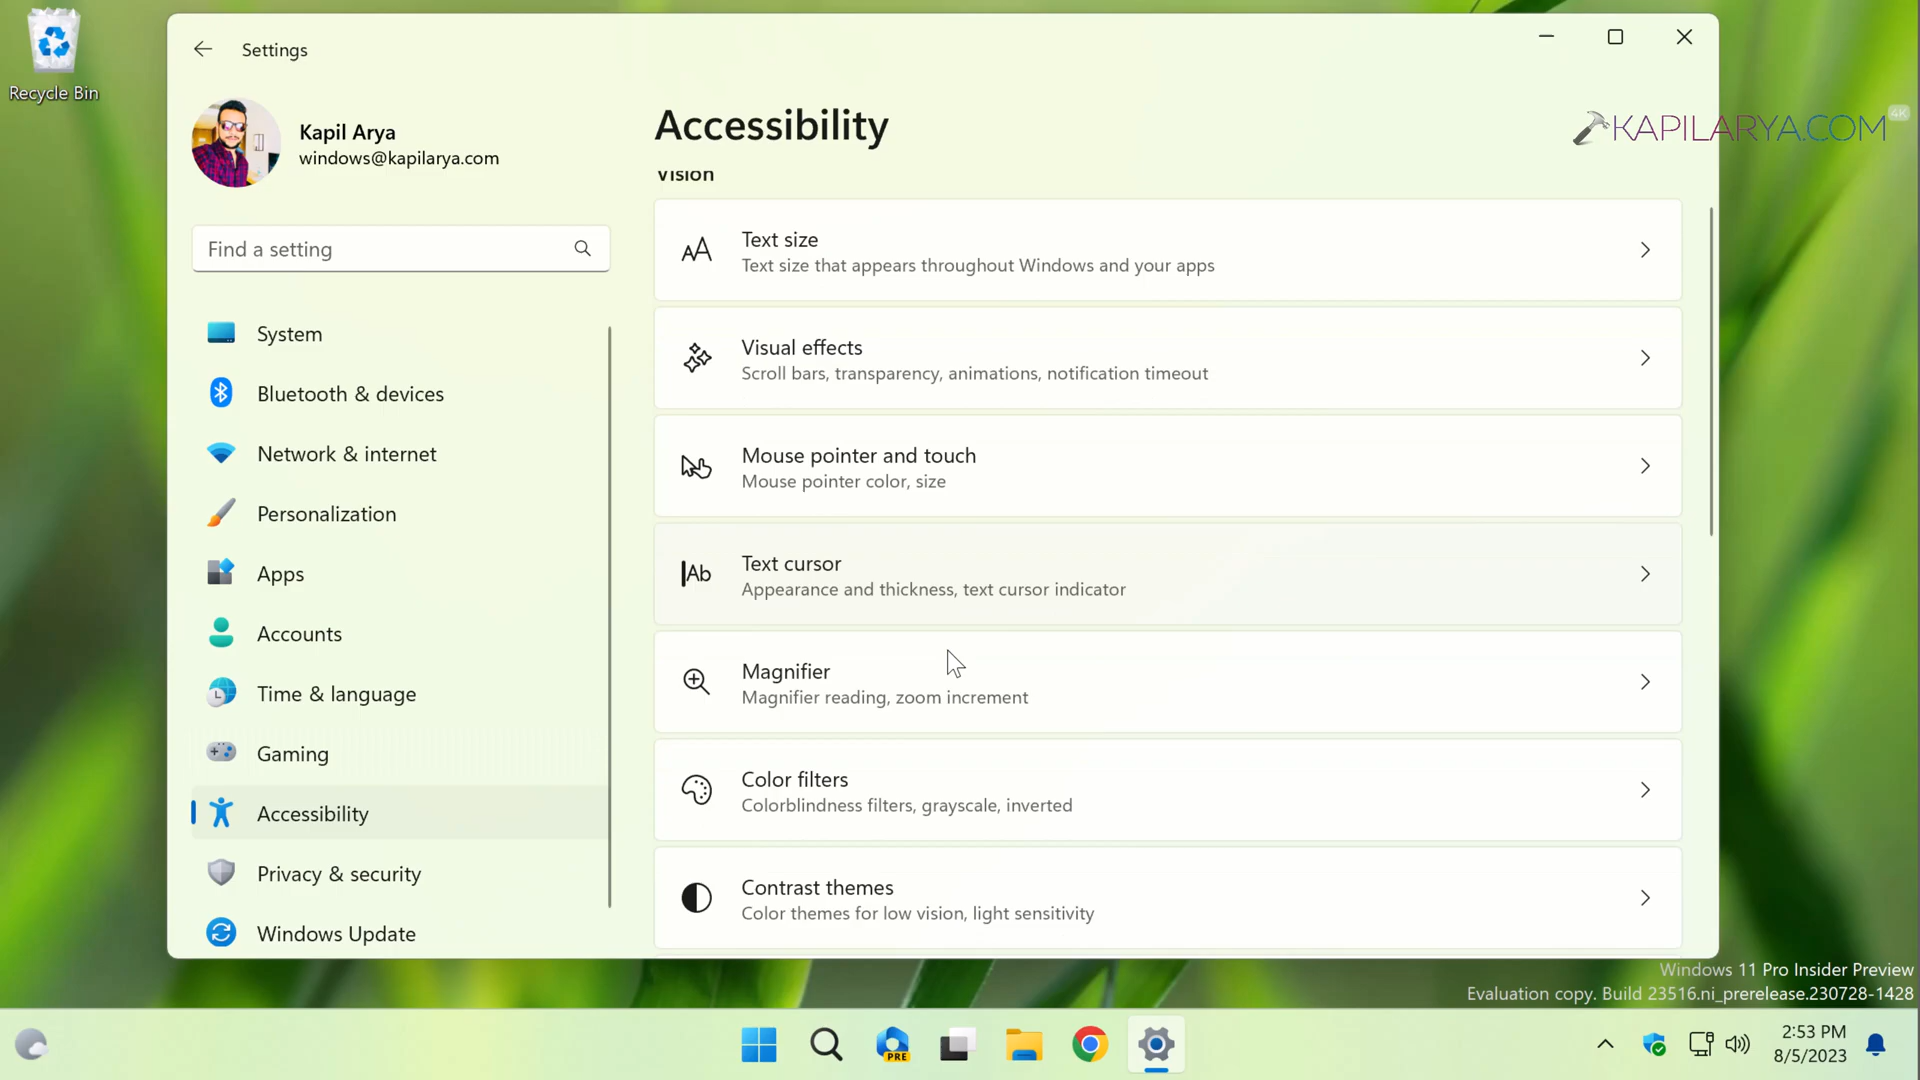 Recycle Bin
Settings
Kapil Arya
windows@kapilarya.com
Find a setting
System
Bluetooth & devices
Network & internet
Personalization
Apps
Accounts
Time & language
Gaming
Accessibility
Privacy & security
Windows Update
Accessibility
4K
KAPILARYA.COM
Vision
Text size
Text size that appears throughout Windows and your apps
Visual effects
Scroll bars, transparency, animations, notification timeout
Mouse pointer and touch
Mouse pointer color, size
Text cursor
Appearance and thickness, text cursor indicator
Magnifier
Magnifier reading, zoom increment
Color filters
Colorblindness filters, grayscale, inverted
Contrast themes
Color themes for low vision, light sensitivity
Windows 11 Pro Insider Preview
Evaluation copy. Build 23516.ni_prerelease.230728-1428
PRE
2:53 PM
8/5/2023